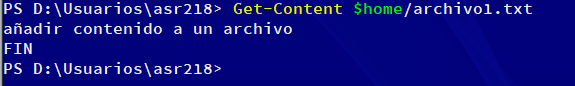 PS D:\Usuarios\asr218> Get-Content $home/archivo1.txt
añadir contenido a un archivo
FIN
PS D:\Usuarios\asr218>